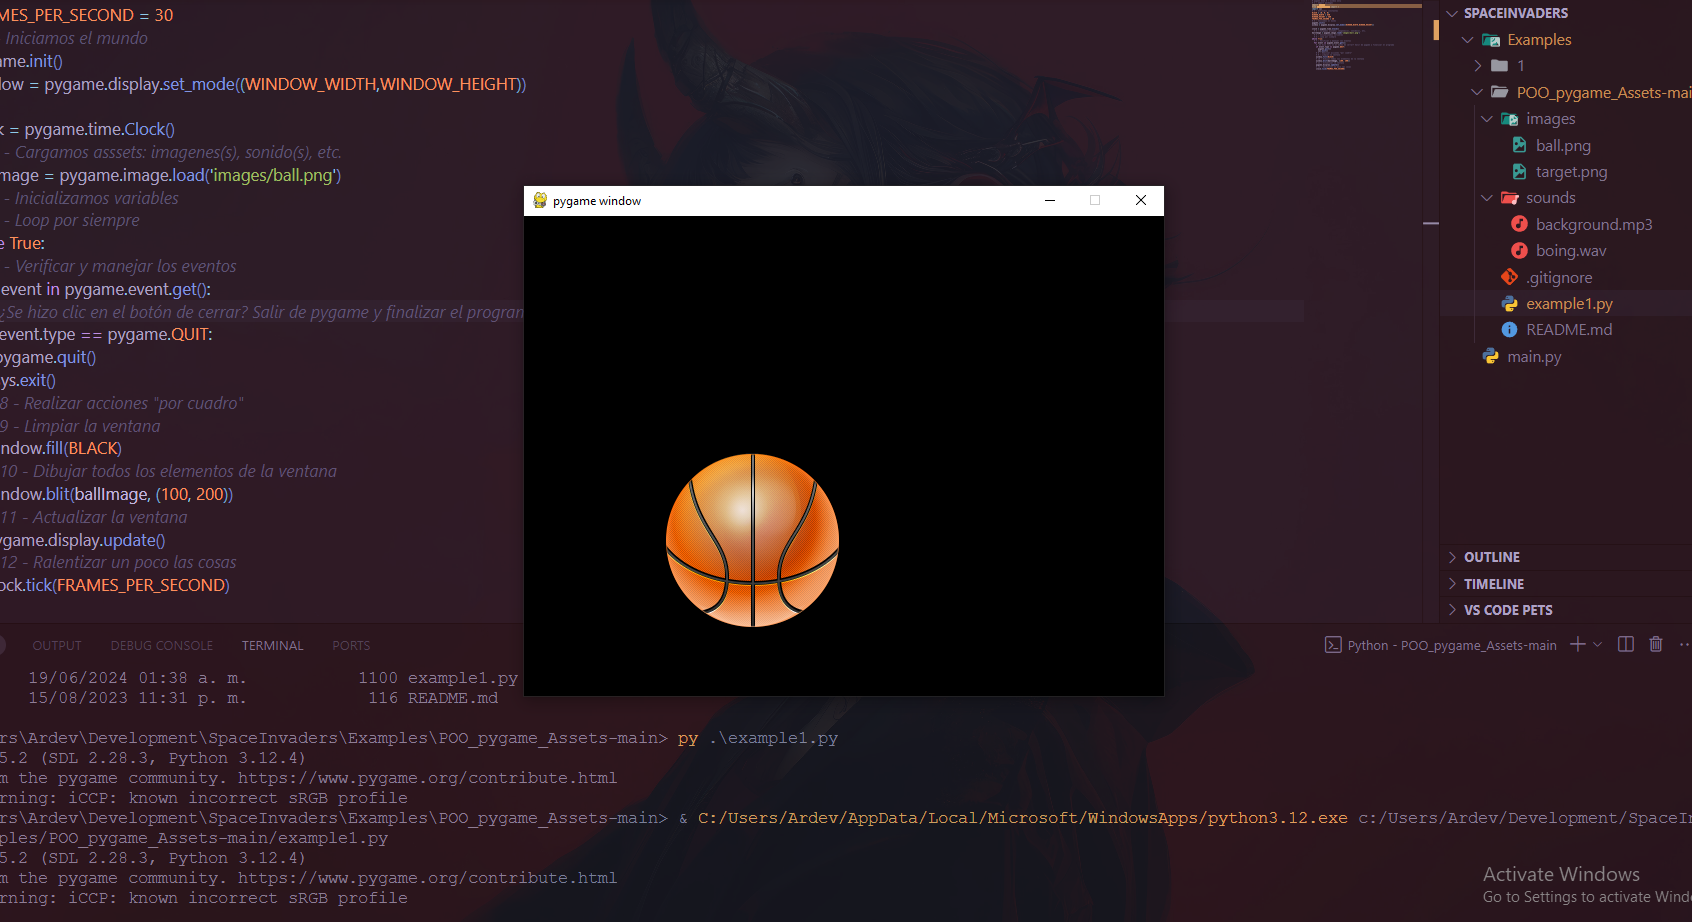 MES_PER_SECOND = 30
Iniciamos el mundo
ame.init()
low = pygame.display.set_mode((WINDOW_WIDTH,WINDOW_HEIGHT))
k = pygame.time.Clock()
- Cargamos asssets: imagenes(s), sonido(s), etc.
mage = pygame.image.load('images/ball.png')
- Inicializamos variables
- Loop por siempre
e True:
- Verificar y manejar los eventos
event in pygame.event.get():
¿Se hizo clic en el botón de cerrar? Salir de pygame y finalizar el progran
event.type == pygame.QUIT:
pygame.quit()
ys.exit()
8 - Realizar acciones "por cuadro"
9 - Limpiar la ventana
ndow.fill(BLACK)
10 - Dibujar todos los elementos de la ventana
ndow.blit(ballImage, (100, 200))
11 - Actualizar la ventana
ygame.display.update()
12 - Ralentizar un poco las cosas
ock.tick(FRAMES_PER_SECOND)
pygame window
SPACEINVADERS
Examples
1
POO_pygame_Assets-mai
images
ball.png
target.png
sounds
background.mp3
boing.wav
.gitignore
example1.py
README.md
main.py
OUTLINE
TIMELINE
VS CODE PETS
OUTPUT DEBUG CONSOLE TERMINAL PORTS
Python - POO_pygame_Assets-main
19/06/2024 01:38 a. m. 1100 example1.py
15/08/2023 11:31 p. m. 116 README.md
rs\Ardev\Development\SpaceInvaders\Examples\POO_pygame_Assets-main> py .\example1.py
5.2 (SDL 2.28.3, Python 3.12.4)
m the pygame community. https://www.pygame.org/contribute.html
rning: iCCP: known incorrect sRGB profile
rs\Ardev\Development\SpaceInvaders\Examples\POO_pygame_Assets-main> & C:/Users/Ardev/AppData/Local/Microsoft/WindowsApps/python3.12.exe c:/Users/Ardev/Development/SpaceIn
ples/POO_pygame_Assets-main/example1.py
5.2 (SDL 2.28.3, Python 3.12.4)
m the pygame community. https://www.pygame.org/contribute.html
rning: iCCP: known incorrect sRGB profile
Activate Windows
Go to Settings to activate Wind